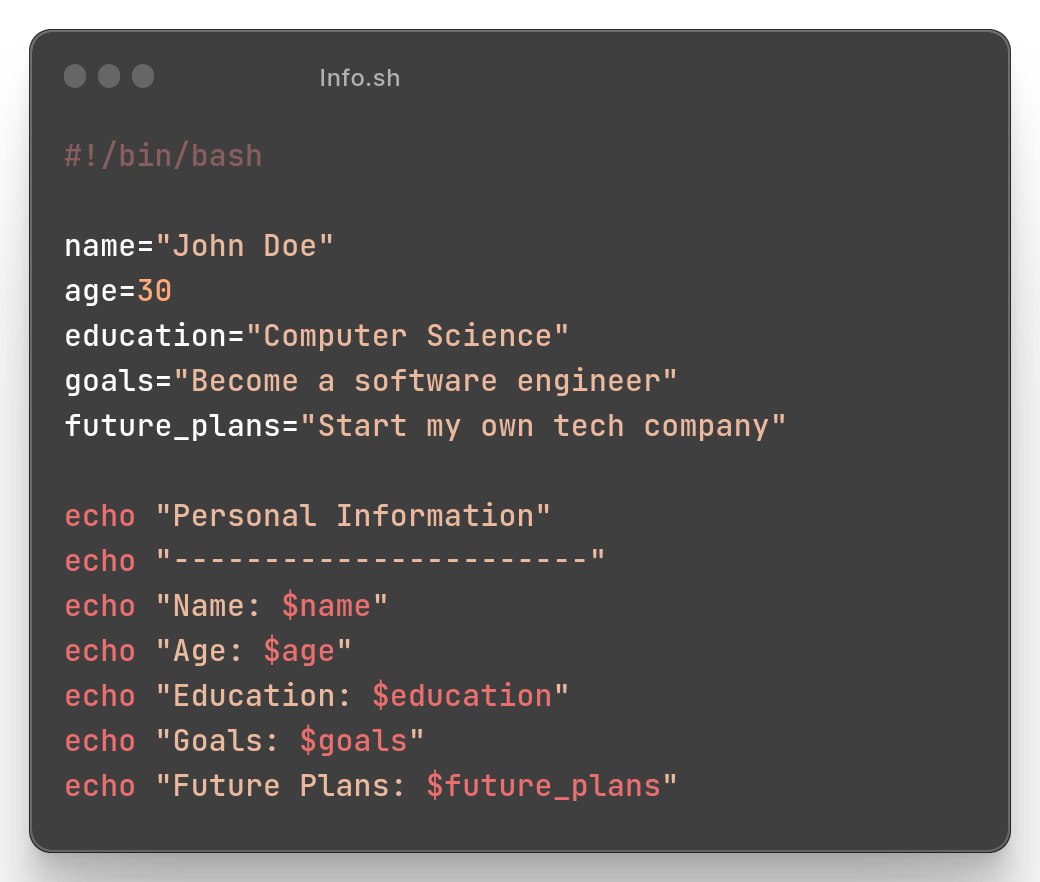 Info.sh
#!/bin/bash
name="John Doe"
age=30
education="Computer Science"
goals="Become a software engineer"
future_plans="Start my own tech company"
echo "Personal Information"
echo "-----------------------"
echo "Name: $name"
echo "Age: $age"
echo "Education: $education"
echo "Goals: $goals"
echo "Future Plans: $future_plans"